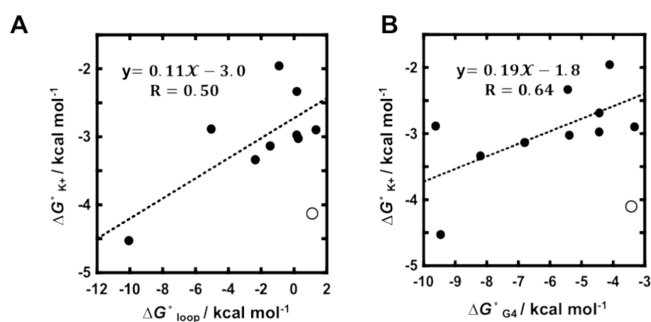 A
y= 0.11X − 3.0
R = 0.50
-2
-3
-4
-5
ΔG°K+ / kcal mol-1
-12 -10 -8 -6 -4 -2 0 2
ΔG°loop / kcal mol-1
B
y= 0.19X − 1.8
R = 0.64
-2
-3
-4
-5
ΔG°K+ / kcal mol-1
-10 -9 -8 -7 -6 -5 -4 -3
ΔG°G4 / kcal mol-1